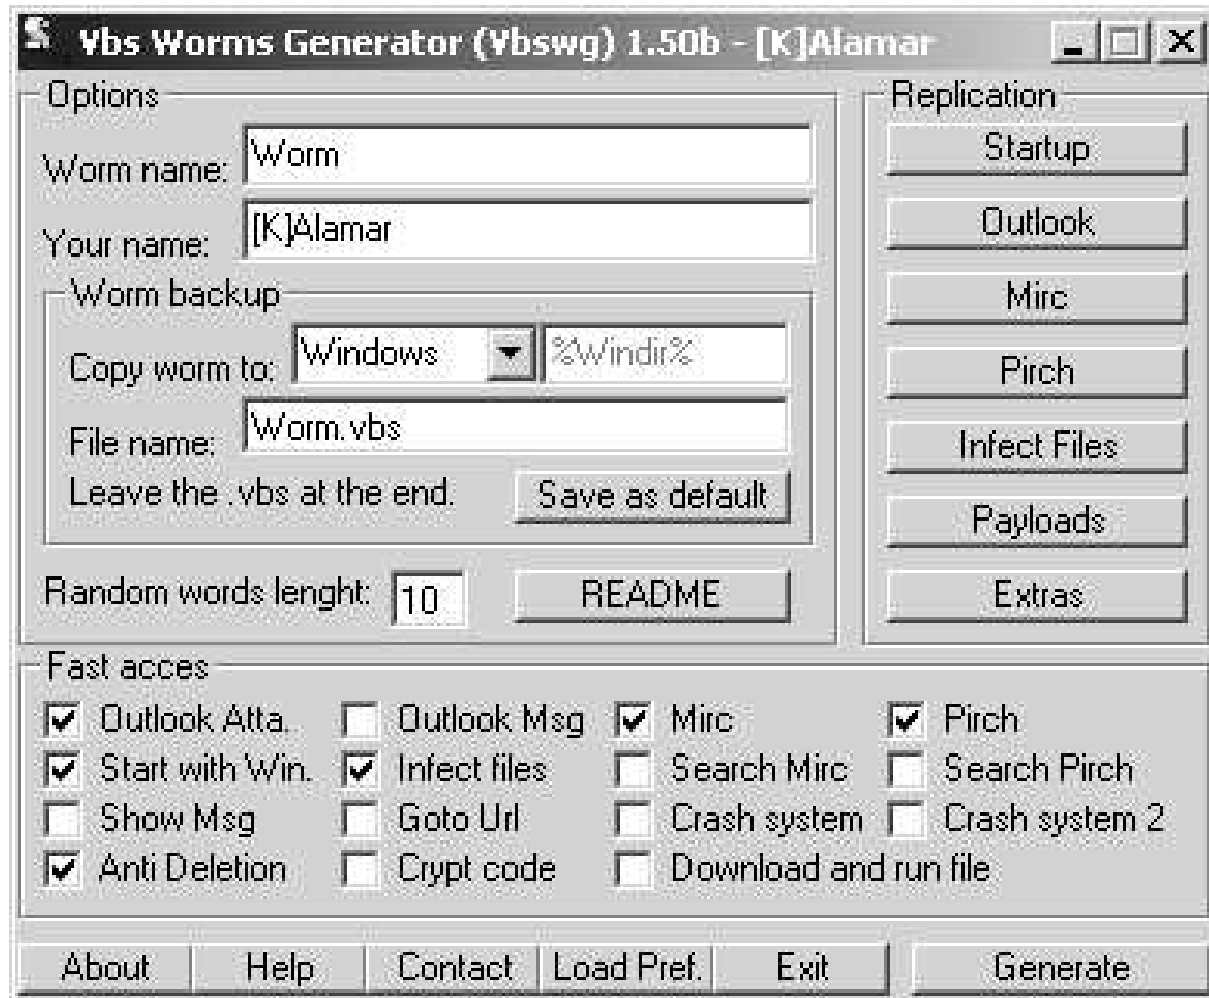 Vbs Worms Generator (Vbswg) 1.50b - [K]Alamar
Options
Worm name: Worm
Your name: [K]Alamar
Worm backup
Copy worm to: Windows %Windir%
File name: Worm.vbs
Leave the .vbs at the end. Save as default
Random words lenght: 10 README
Replication
Startup
Outlook
Mirc
Pirch
Infect Files
Payloads
Extras
Fast acces
Outlook Atta. Outlook Msg Mirc Pirch
Start with Win. Infect files Search Mirc Search Pirch
Show Msg Goto Url Crash system Crash system 2
Anti Deletion Crypt code Download and run file
About Help Contact Load Pref. Exit Generate